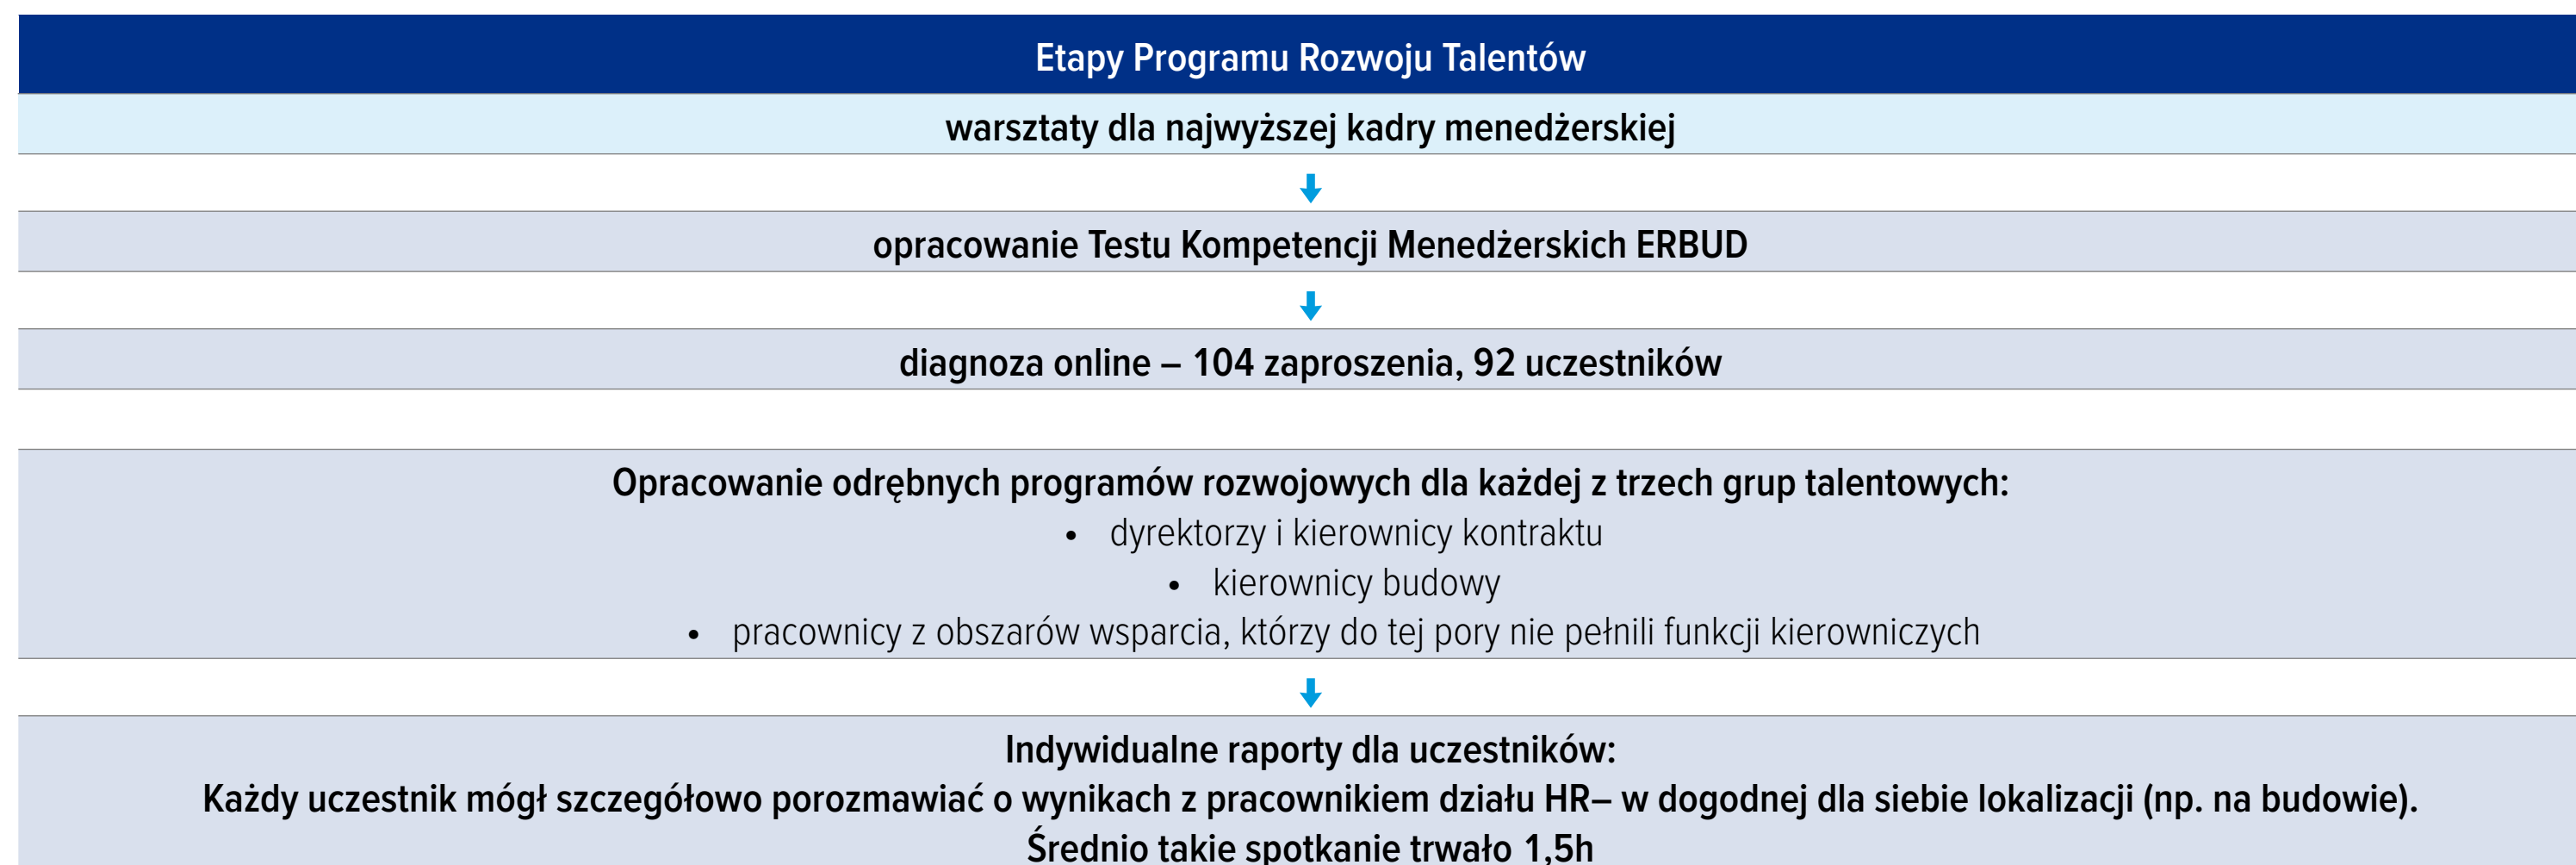 Etapy Programu Rozwoju Talentów
warsztaty dla najwyższej kadry menedżerskiej
opracowanie Testu Kompetencji Menedżerskich ERBUD
diagnoza online – 104 zaproszenia, 92 uczestników
Opracowanie odrębnych programów rozwojowych dla każdej z trzech grup talentowych:
• dyrektorzy i kierownicy kontraktu
• kierownicy budowy
• pracownicy z obszarów wsparcia, którzy do tej pory nie pełnili funkcji kierowniczych
Indywidualne raporty dla uczestników:
Każdy uczestnik mógł szczegółowo porozmawiać o wynikach z pracownikiem działu HR– w dogodnej dla siebie lokalizacji (np. na budowie).
Średnio takie spotkanie trwało 1,5h